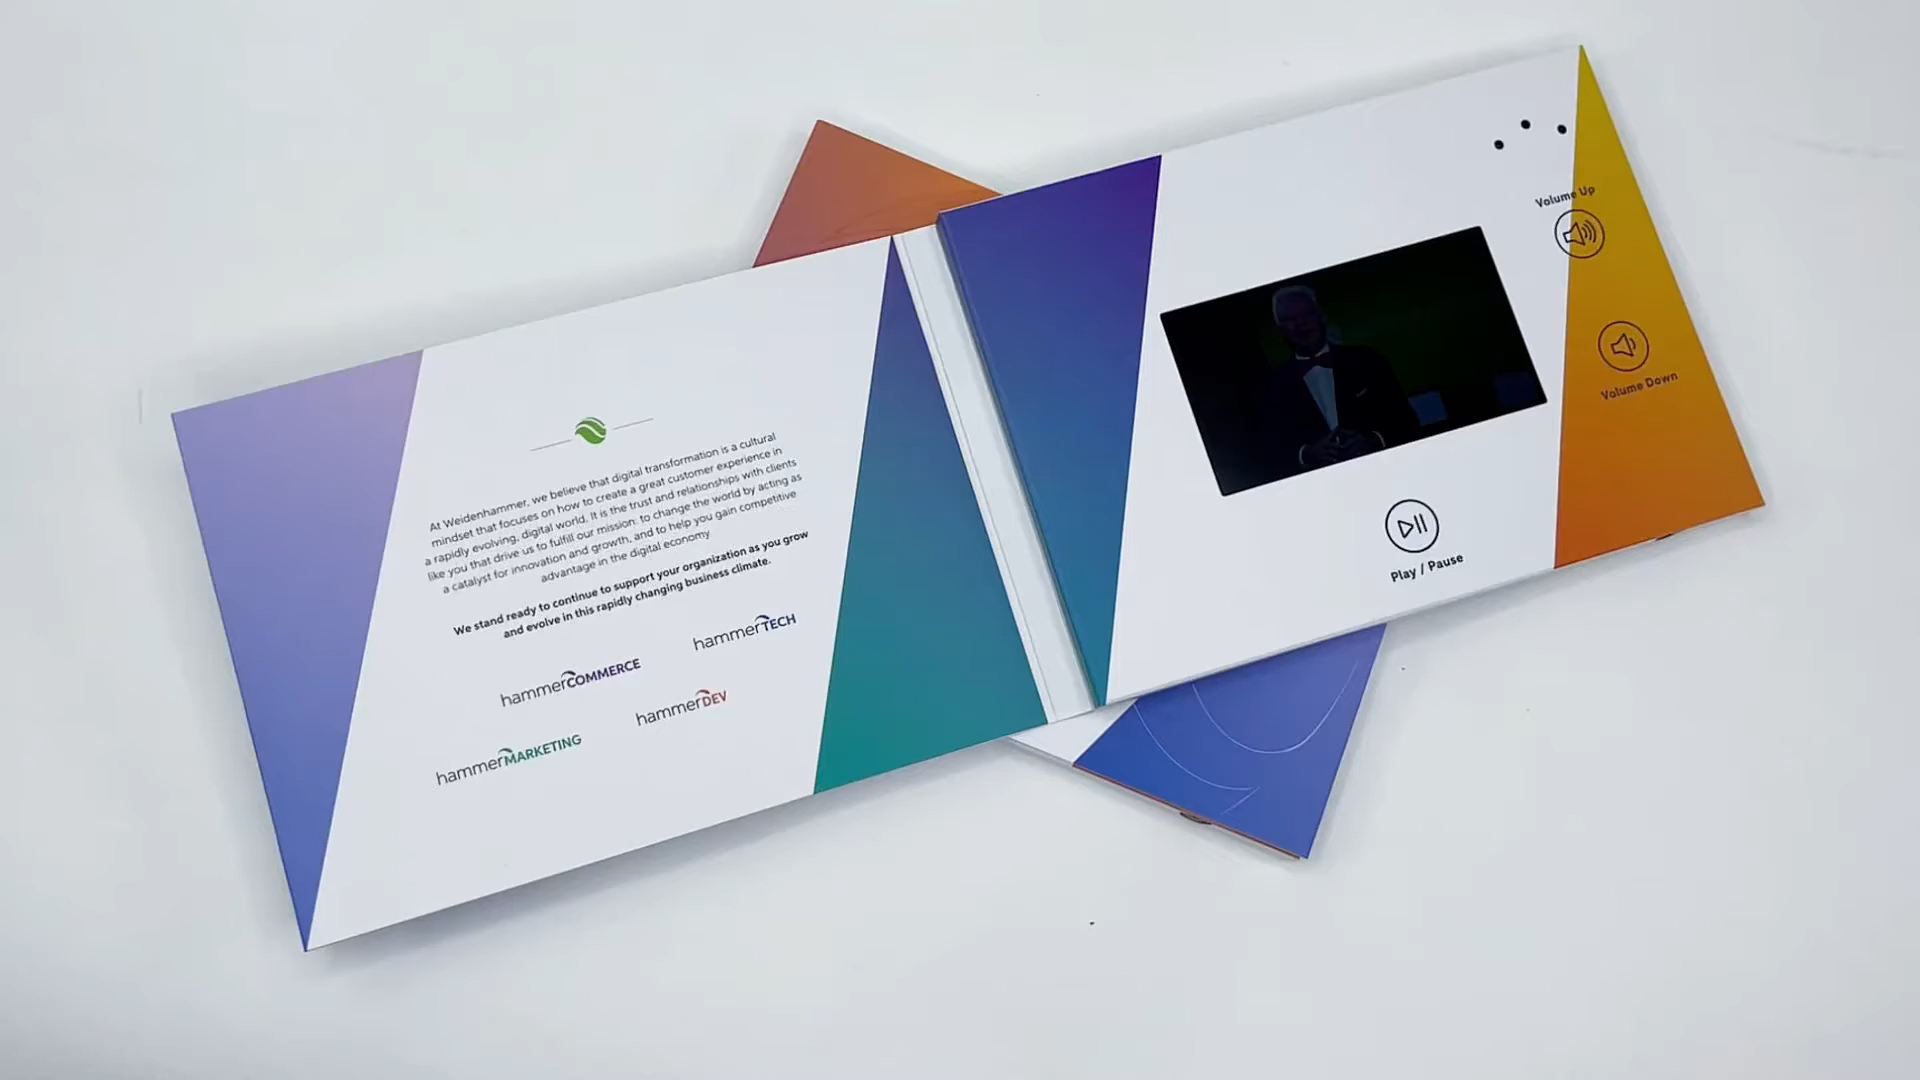 At Weidenhammer, we believe that digital transformation is a cultural
mindset that focuses on how to create a great customer experience in
a rapidly evolving, digital world. It is the trust and relationships with clients
like you that drive us to fulfill our mission: to change the world by acting as
a catalyst for innovation and growth, and to help you gain competitive
advantage in the digital economy
We stand ready to continue to support your organization as you grow
and evolve in this rapidly changing business climate.
hammerCOMMERCE
hammerTECH
hammerMARKETING
hammerDEV
Volume Up
Volume Down
Play / Pause